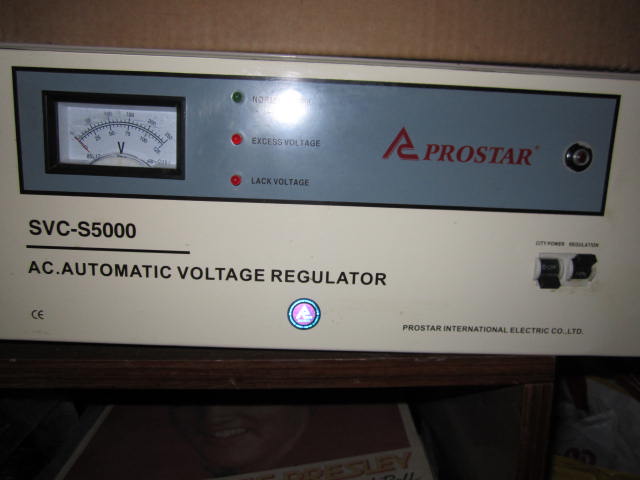 EXCESS VOLTAGE
LACK VOLTAGE
PROSTAR
V
SVC-S5000
AC.AUTOMATIC VOLTAGE REGULATOR
CITY POWER REGULATION
CE
PROSTAR INTERNATIONAL ELECTRIC CO.,LTD.
PRESLEY